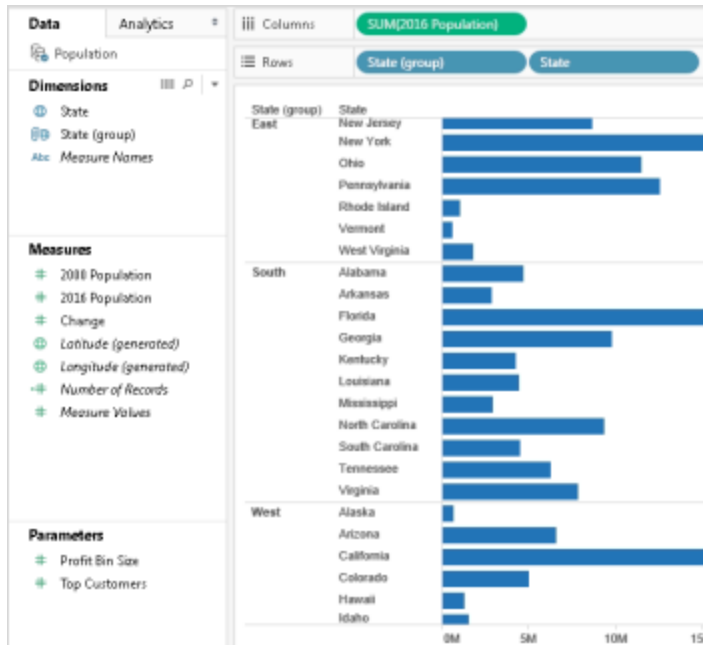 Data Analytics
Population
Dimensions
State
State (group)
Abc Measure Names
Measures
2000 Population
2016 Population
Change
Latitude (generated)
Longitude (generated)
Number of Records
Measure Values
Parameters
Profit Bin Size
Top Customers
Columns SUM(2016 Population)
Rows State (group) State
State (group) State
East New Jersey
New York
Ohio
Pennsylvania
Rhode Island
Vermont
West Virginia
South Alabama
Arkansas
Florida
Georgia
Kentucky
Louisiana
Mississippi
North Carolina
South Carolina
Tennessee
Virginia
West Alaska
Arizona
California
Colorado
Hawaii
Idaho
0M 5M 10M 15